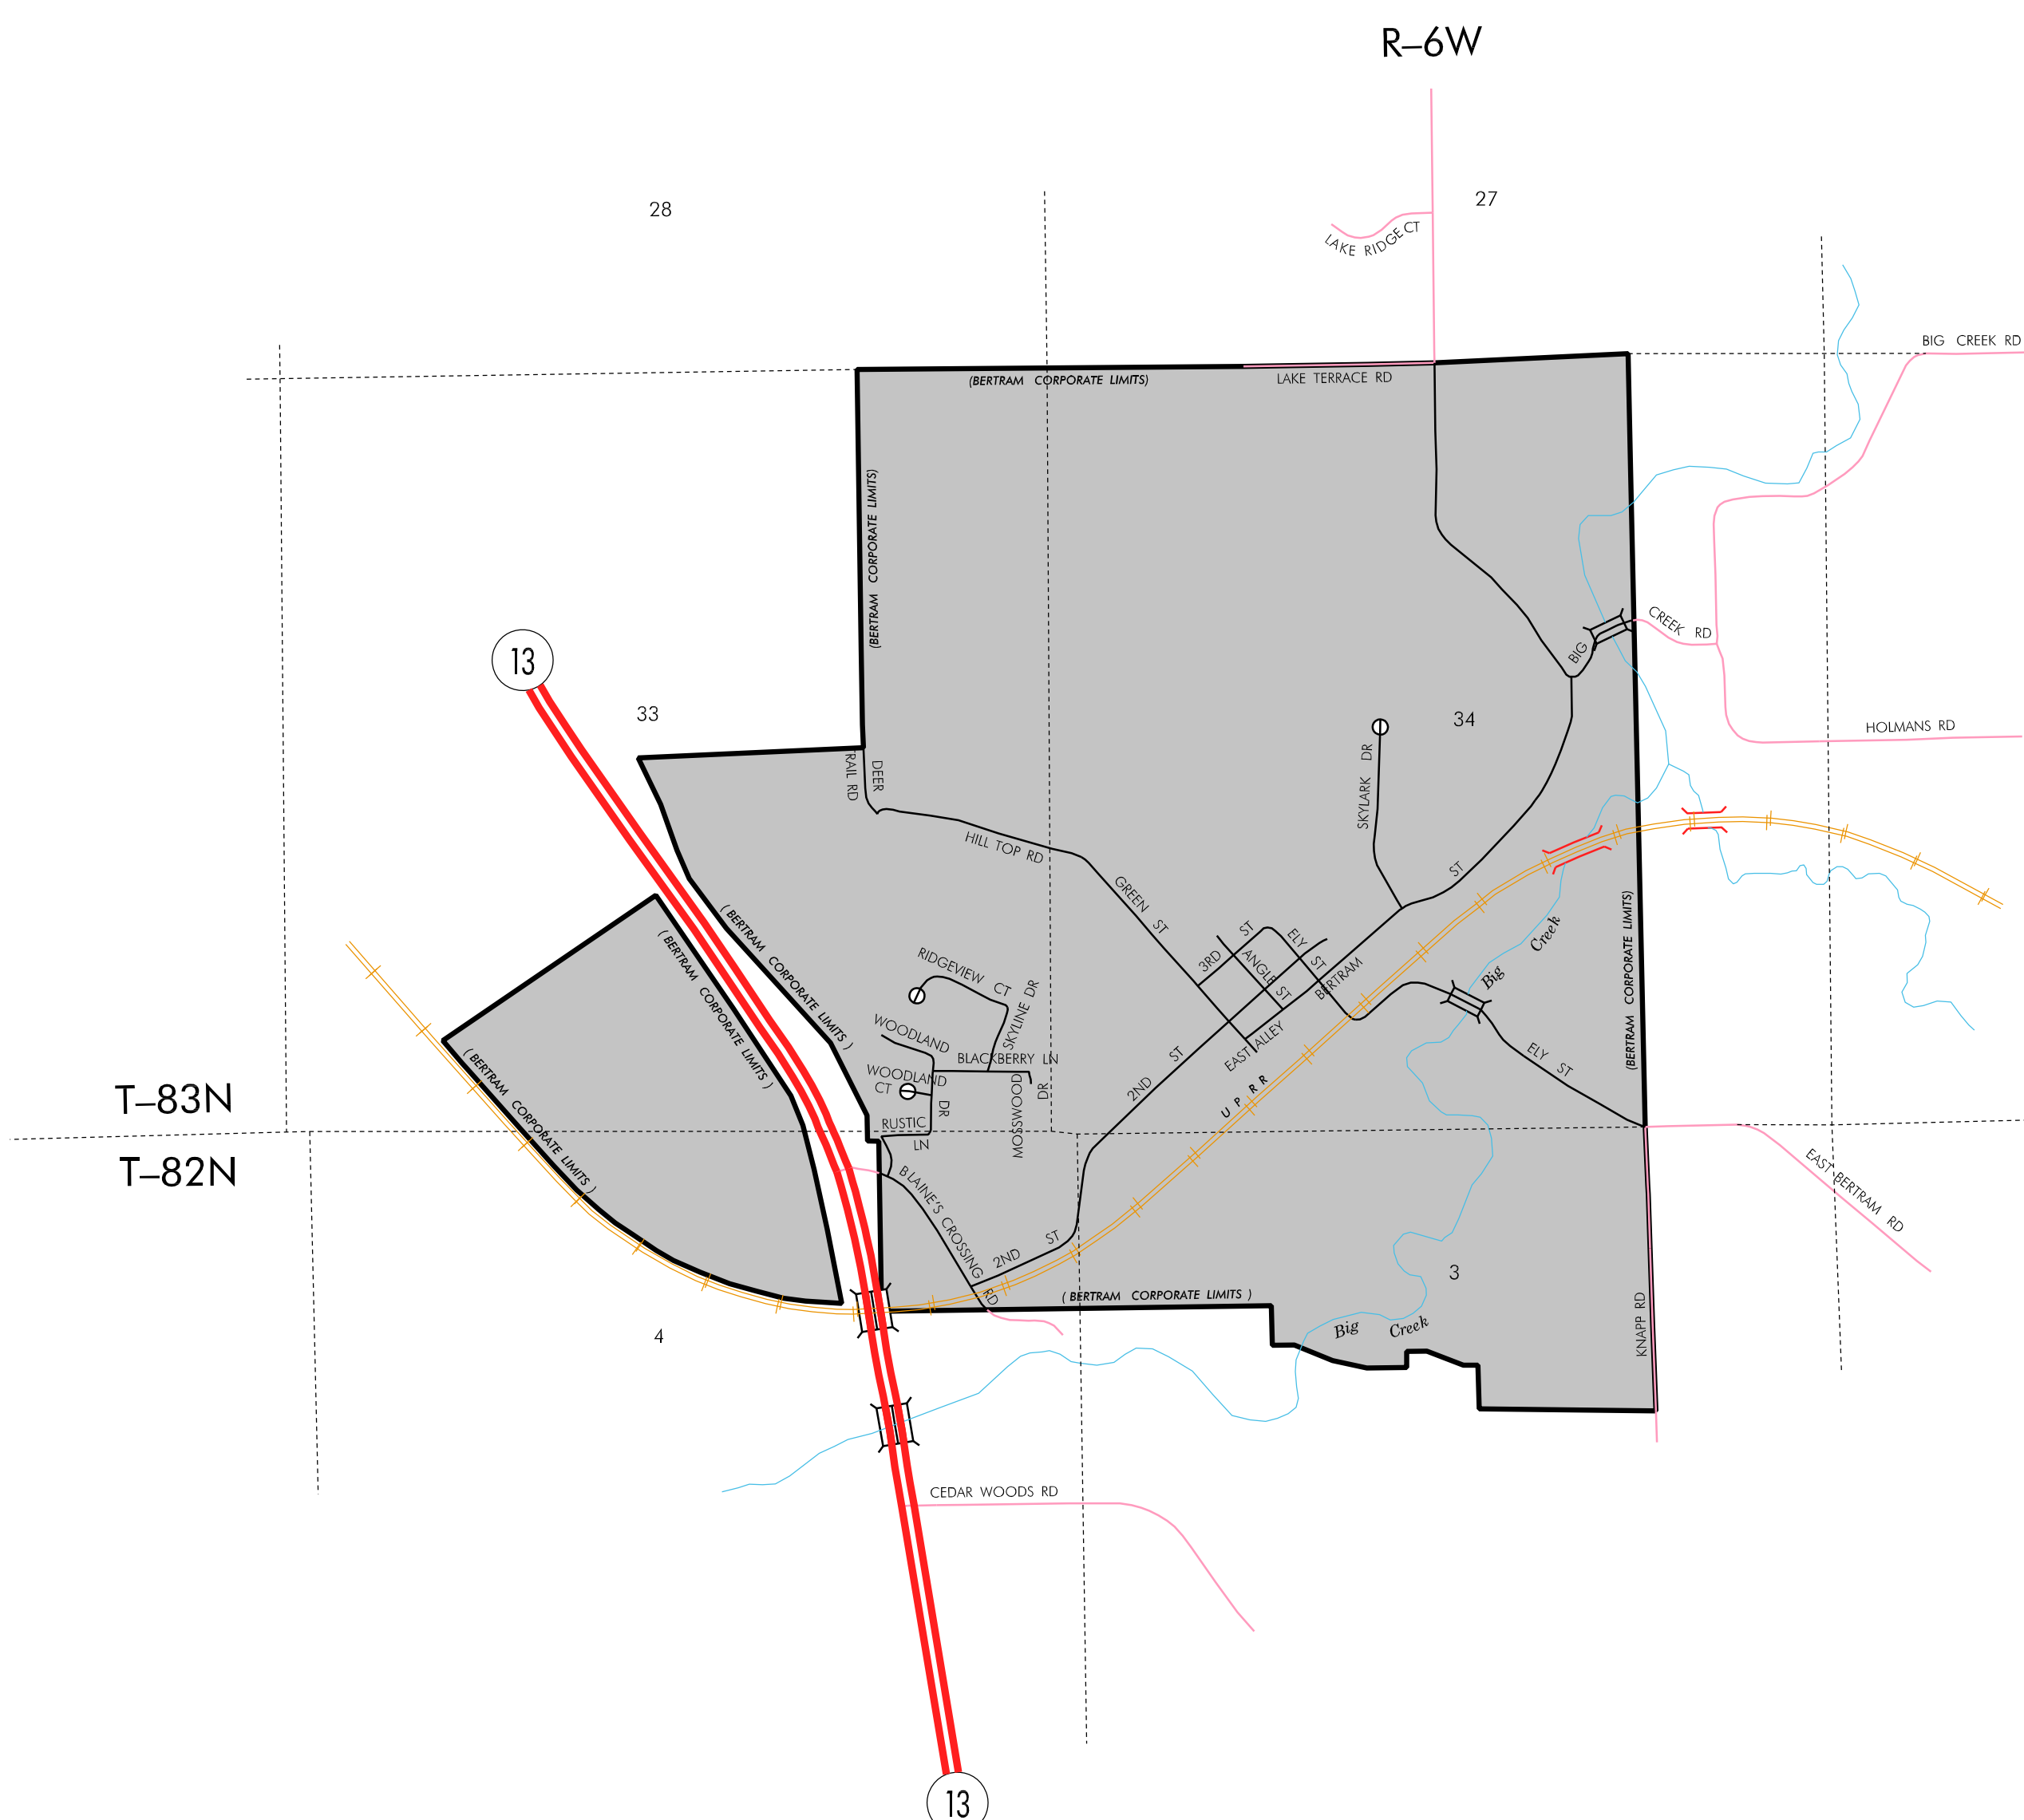 R–6W
28
27
LAKE RIDGE CT
BIG CREEK RD
(BERTRAM CORPORATE LIMITS)
LAKE TERRACE RD
(BERTRAM CORPORATE LIMITS)
CREEK RD
BIG
13
33
34
HOLMANS RD
DEER
TRAIL RD
SKYLARK DR
HILL TOP RD
ST
GREEN ST
(BERTRAM CORPORATE LIMITS)
(BERTRAM CORPORATE LIMITS)
(BERTRAM CORPORATE LIMITS)
3RD ST
ELY ST
ANGLE ST
BERTRAM
Big Creek
RIDGEVIEW CT
SKYLINE DR
WOODLAND
BLACKBERRY LN
WOODLAND
CT
DR
MOSSWOOD
DR
EAST ALLEY
2ND ST
U P R R
ELY ST
T–83N
(BERTRAM CORPORATE LIMITS)
RUSTIC
LN
T–82N
BLAINE'S CROSSING RD
EAST BERTRAM RD
2ND ST
3
(BERTRAM CORPORATE LIMITS)
KNAPP RD
4
Big Creek
CEDAR WOODS RD
13